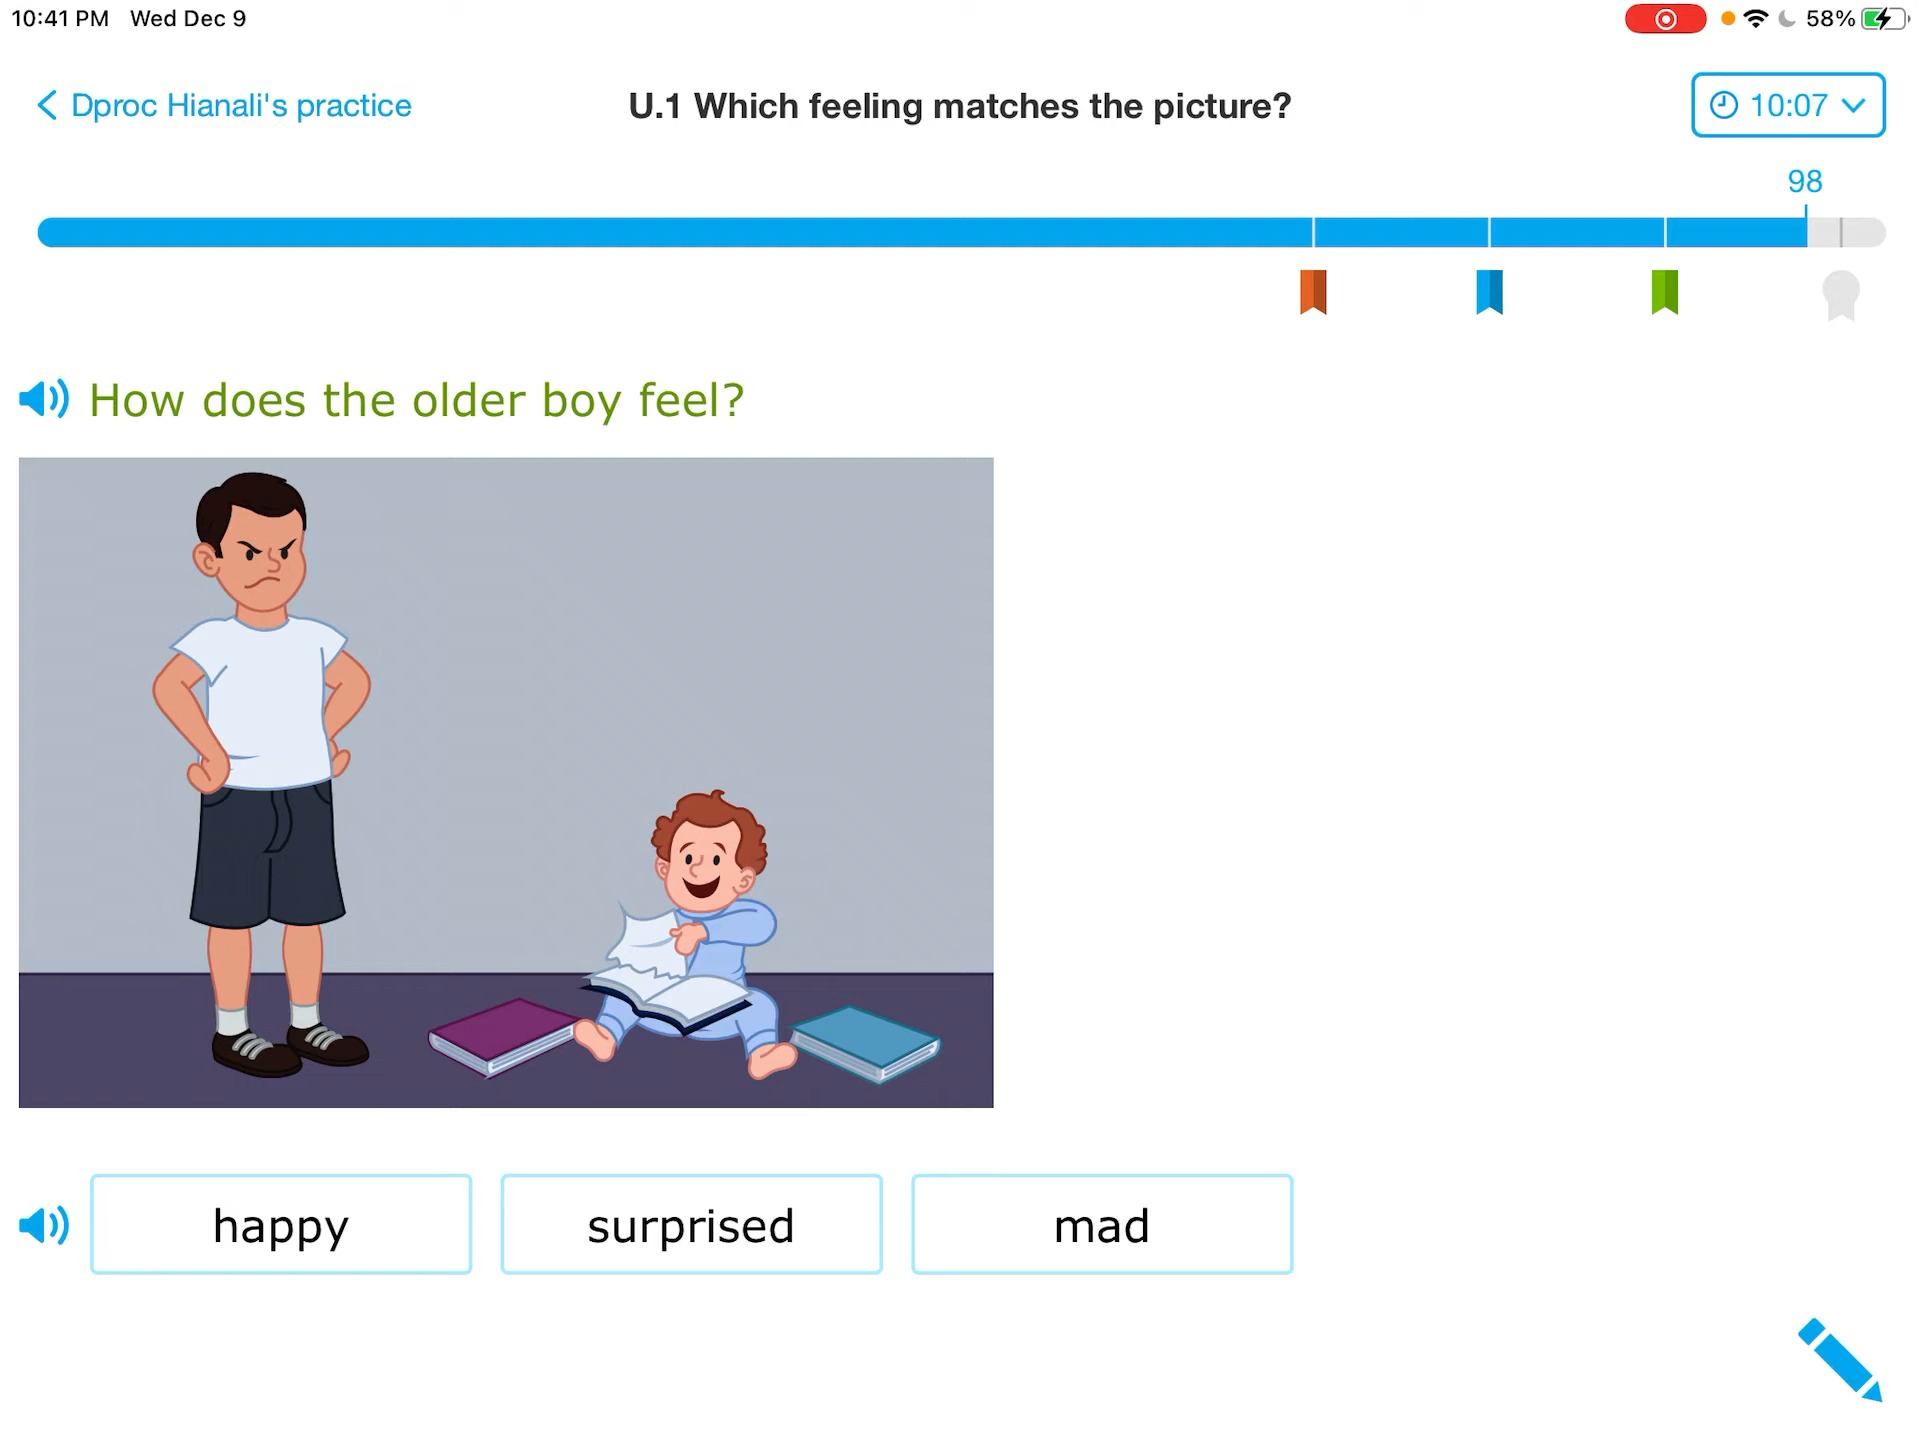 10:41 PM Wed Dec 9 58%
Dproc Hianali's practice U.1 Which feeling matches the picture? 10:07
98
How does the older boy feel?
happy surprised mad